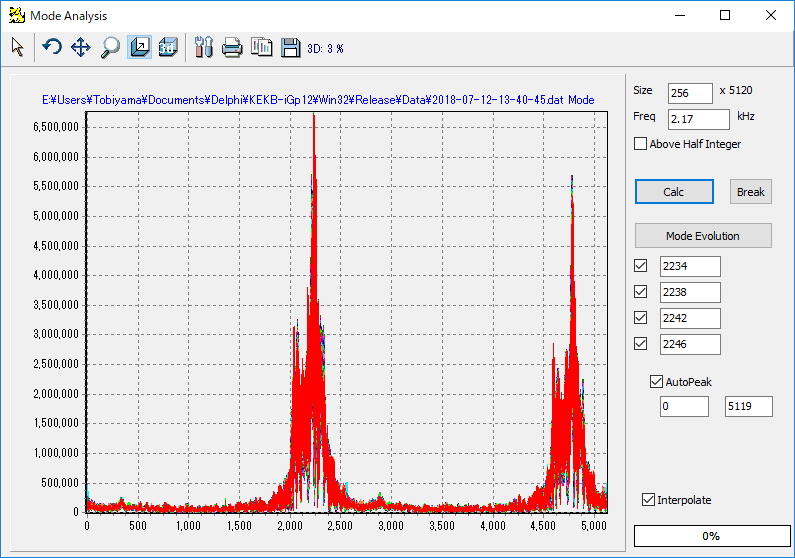 Mode Analysis
3D: 3 %
E:¥Users¥Tobiyama¥Documents¥Delphi¥KEKB-iGp12¥Win32¥Release¥Data¥2018-07-12-13-40-45.dat Mode
6,500,000
6,000,000
5,500,000
5,000,000
4,500,000
4,000,000
3,500,000
3,000,000
2,500,000
2,000,000
1,500,000
1,000,000
500,000
0
0 500 1,000 1,500 2,000 2,500 3,000 3,500 4,000 4,500 5,000
Size 256 x 5120
Freq 2.17 kHz
Above Half Integer
Calc Break
Mode Evolution
2234
2238
2242
2246
AutoPeak
0 5119
Interpolate
0%